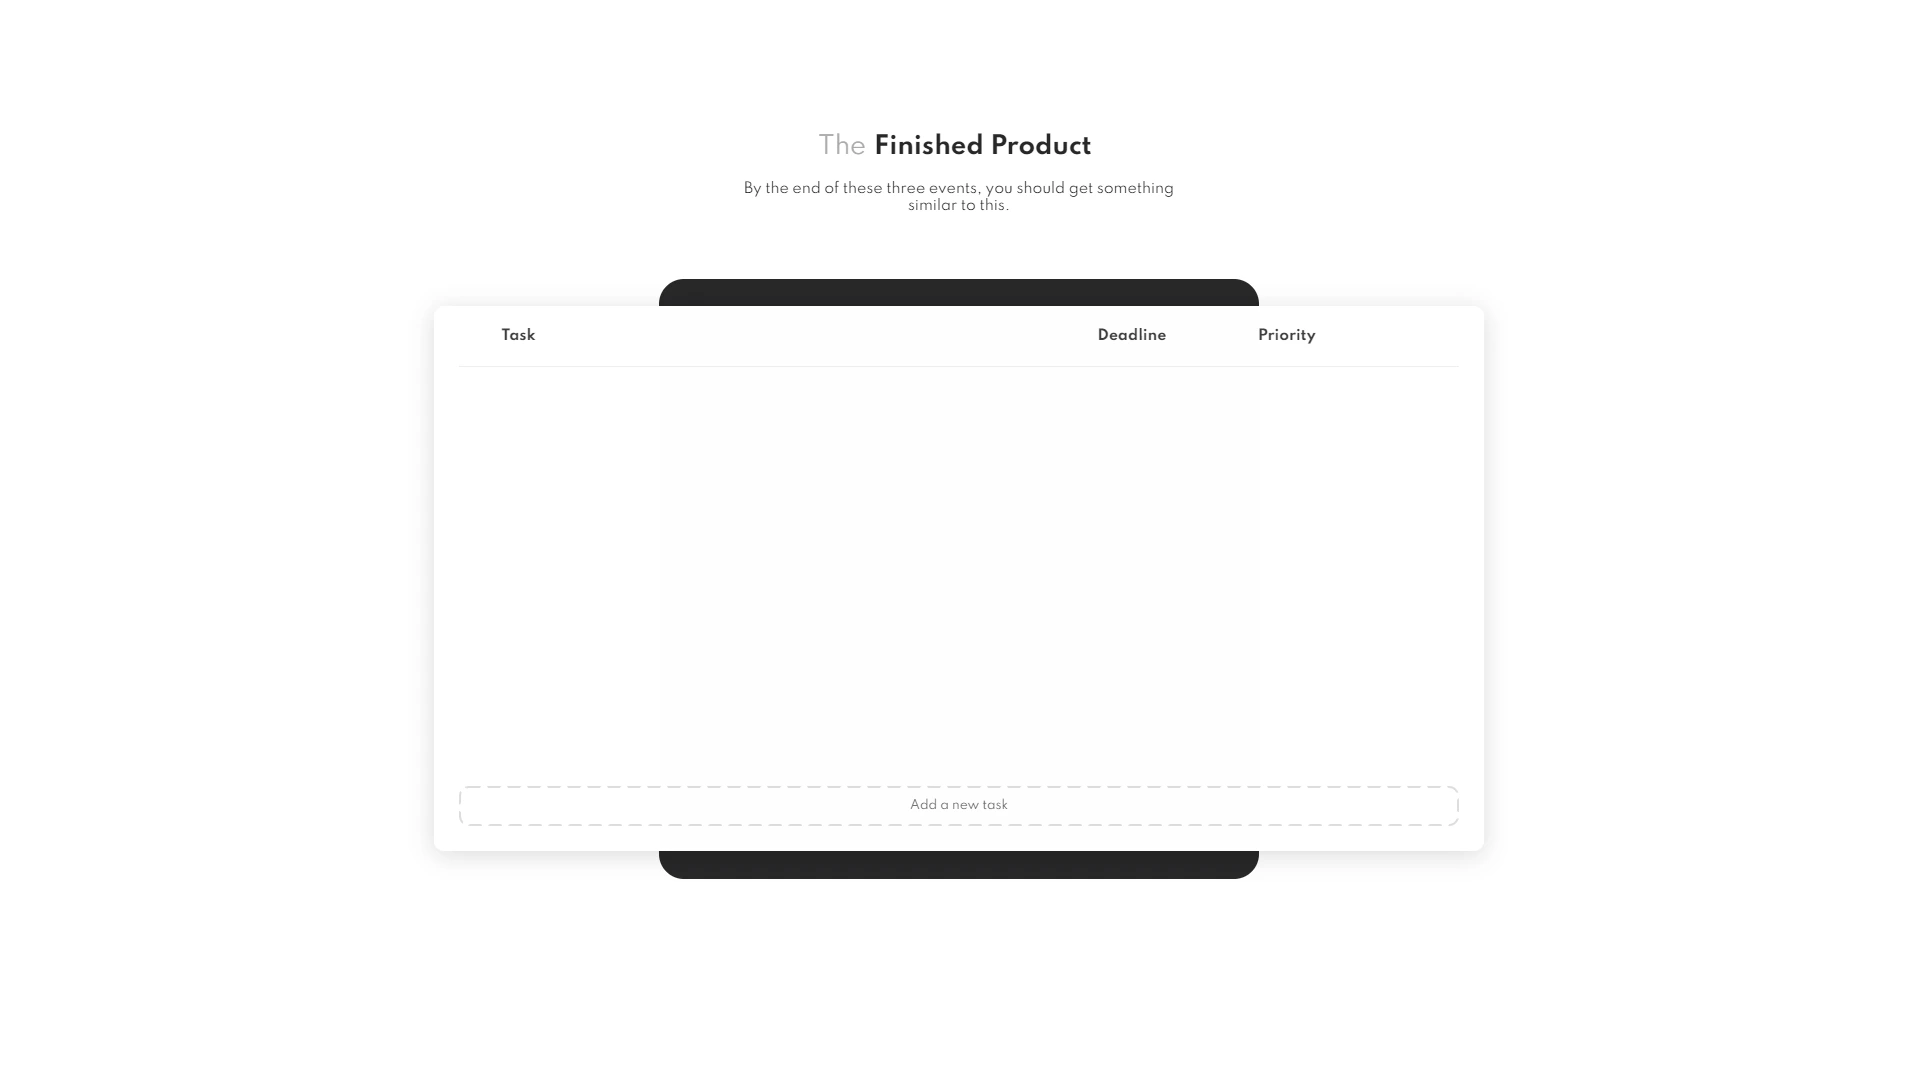 The Finished Product
By the end of these three events, you should get something
similar to this.
Task Deadline Priority
Add a new task